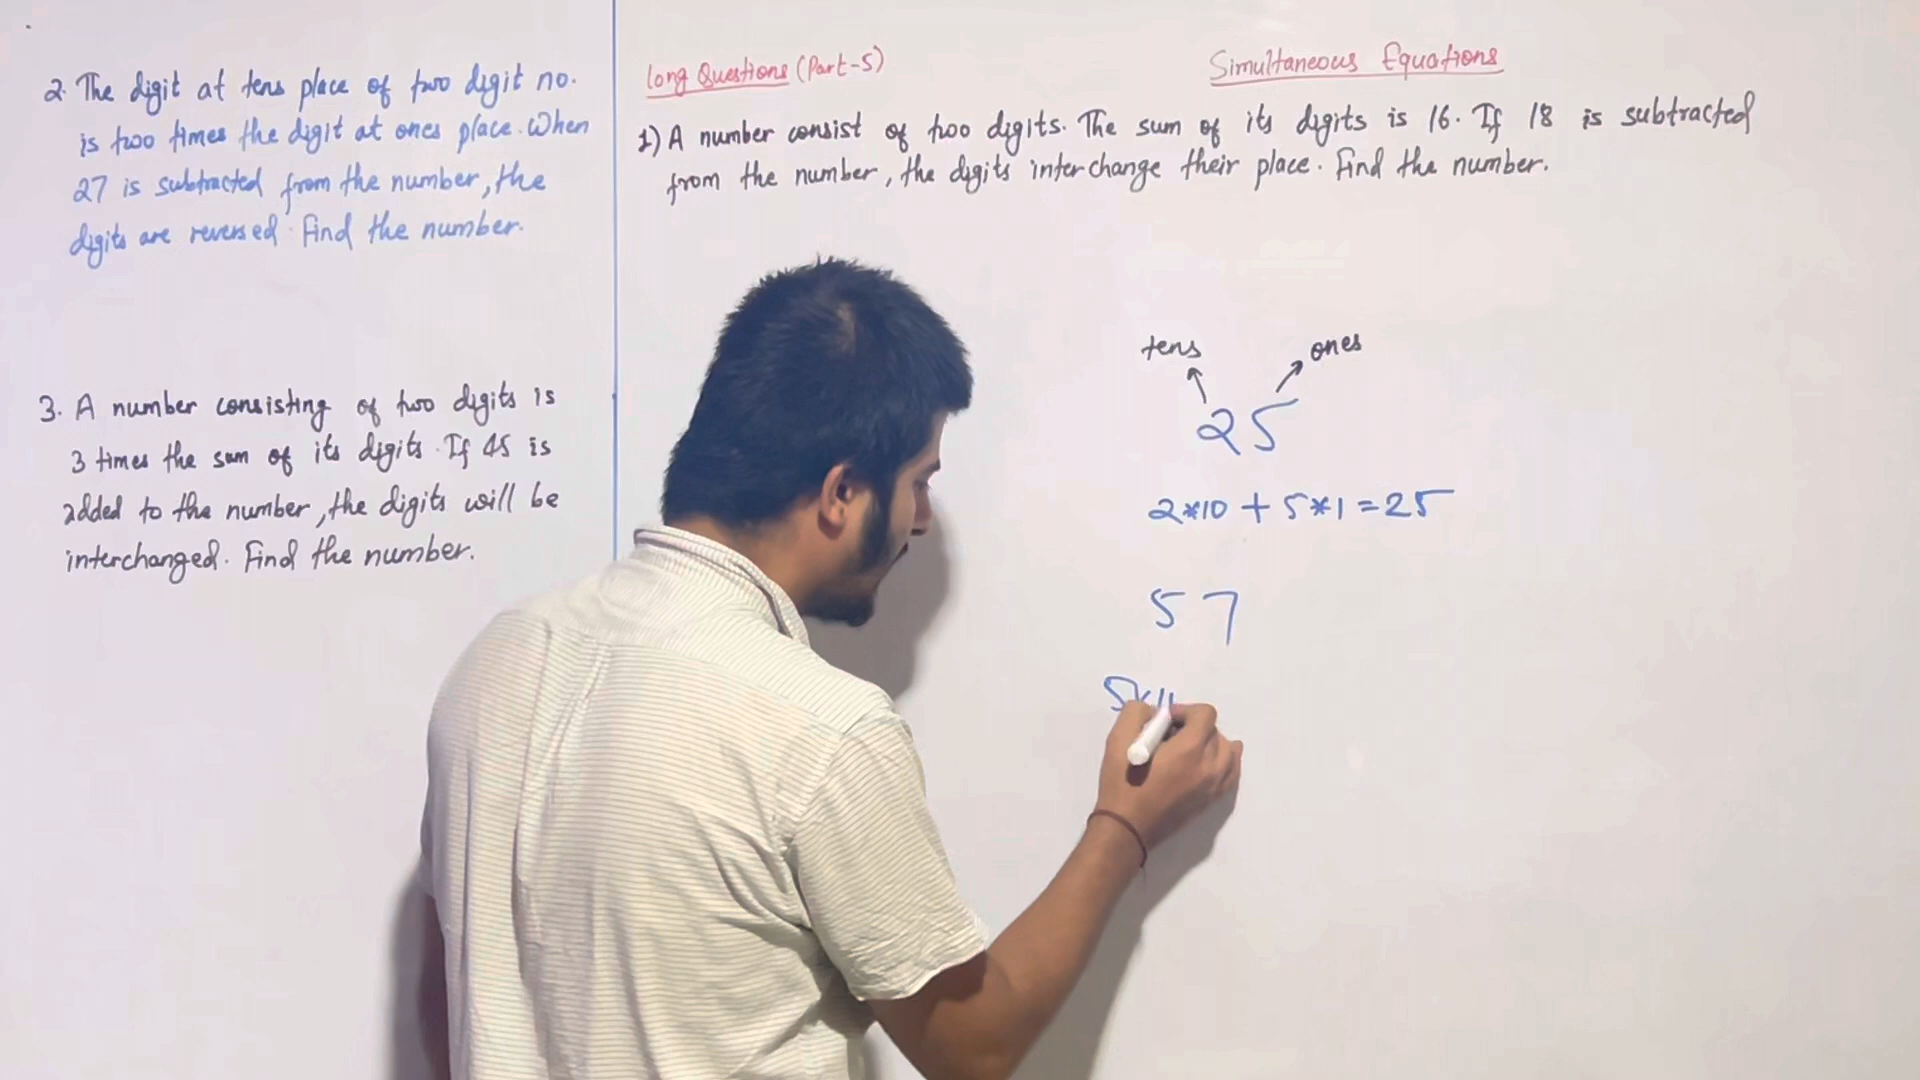 2. The digit at tens place of two digit no.
is two times the digit at ones place. When
27 is subtracted from the number, the
digits are reversed. Find the number.
3. A number consisting of two digits is
3 times the sum of its digits. If 45 is
added to the number, the digits will be
interchanged. Find the number.
Long Questions (Part-5)
Simultaneous Equations
1) A number consist of two digits. The sum of its digits is 16. If 18 is subtracted
from the number, the digits interchange their place. Find the number.
tens ones
25
2*10 + 5*1 = 25
57